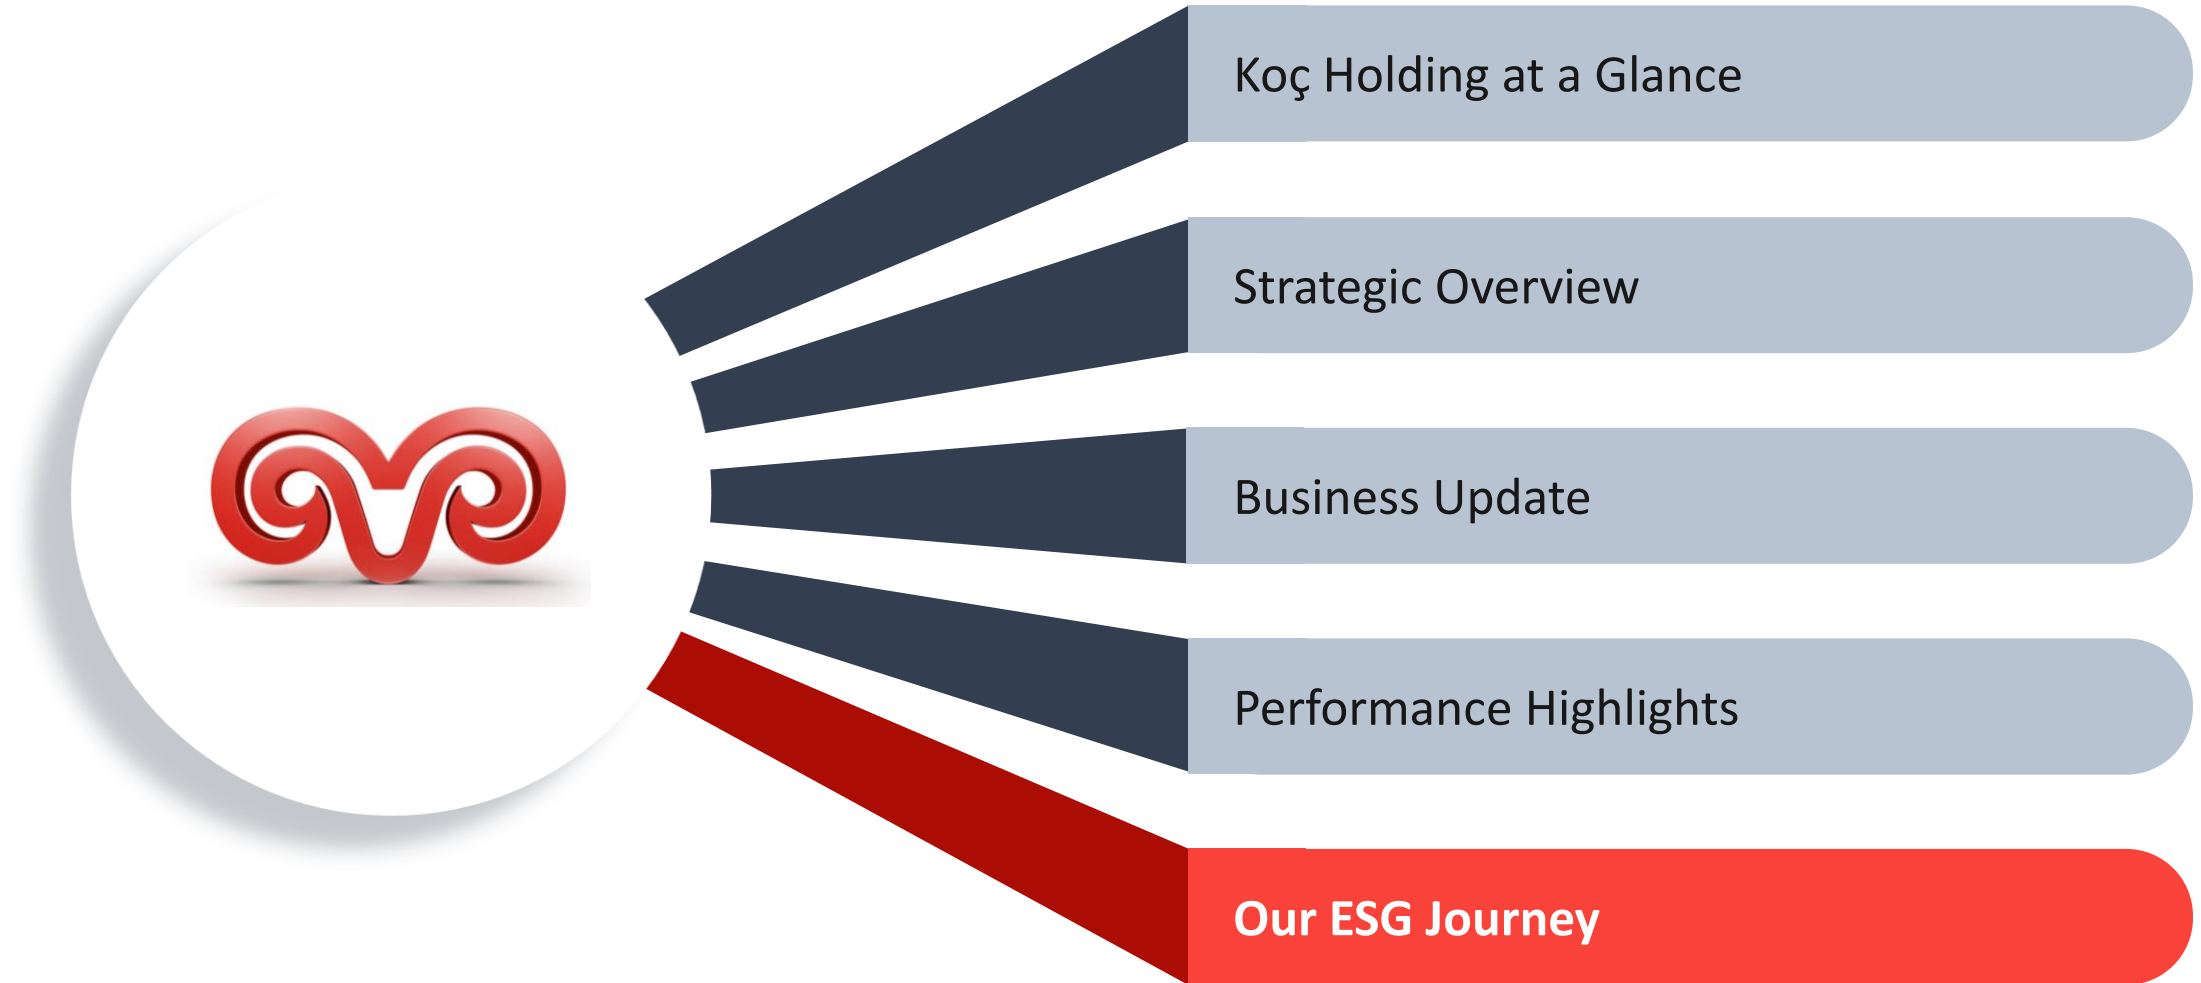 Koç Holding at a Glance
Strategic Overview
Business Update
Performance Highlights
Our ESG Journey